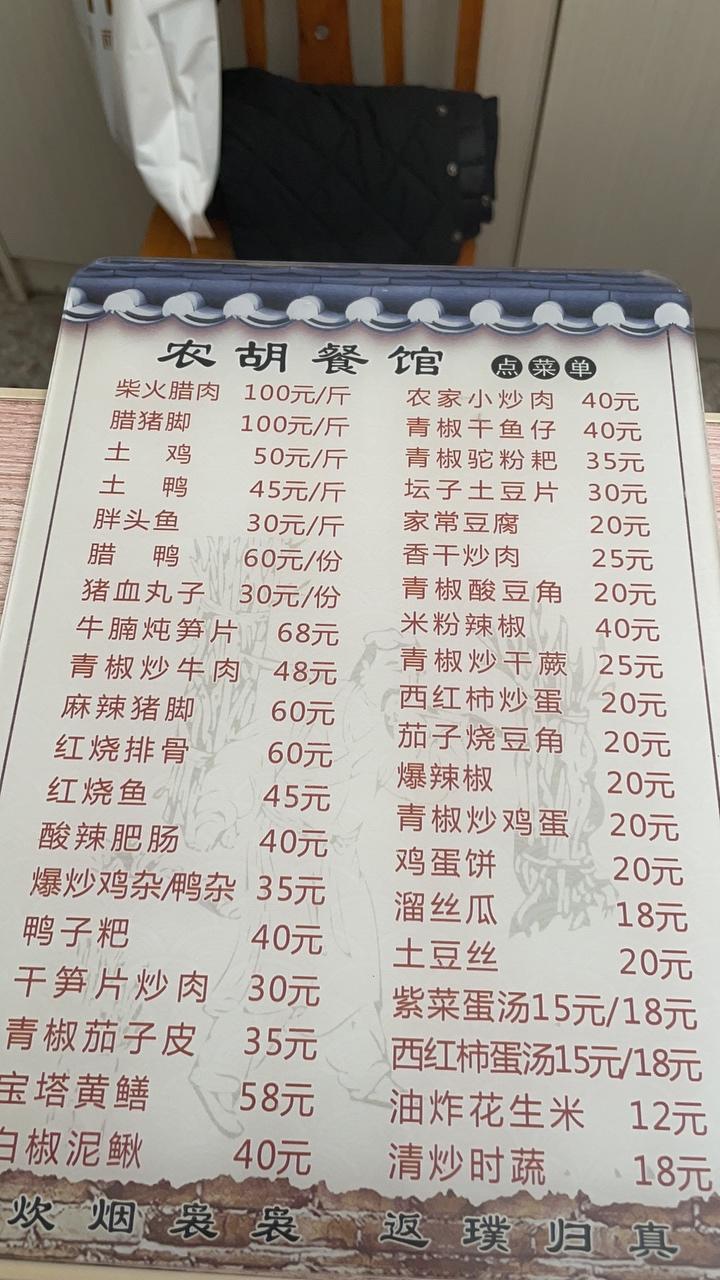 农胡餐馆 点菜单
柴火腊肉 100元/斤
腊猪脚 100元/斤
土 鸡 50元/斤
土 鸭 45元/斤
胖头鱼 30元/斤
腊 鸭 60元/份
猪血丸子 30元/份
牛腩炖笋片 68元
青椒炒牛肉 48元
麻辣猪脚 60元
红烧排骨 60元
红烧鱼 45元
酸辣肥肠 40元
爆炒鸡杂/鸭杂 35元
鸭子粑 40元
干笋片炒肉 30元
青椒茄子皮 35元
宝塔黄鳝 58元
白椒泥鳅 40元
农家小炒肉 40元
青椒干鱼仔 40元
青椒驼粉粑 35元
坛子土豆片 30元
家常豆腐 20元
香干炒肉 25元
青椒酸豆角 20元
米粉辣椒 40元
青椒炒干蕨 25元
西红柿炒蛋 20元
茄子烧豆角 20元
爆辣椒 20元
青椒炒鸡蛋 20元
鸡蛋饼 20元
溜丝瓜 18元
土豆丝 20元
紫菜蛋汤15元/18元
西红柿蛋汤15元/18元
油炸花生米 12元
清炒时蔬 18元
炊烟袅袅 返璞归真